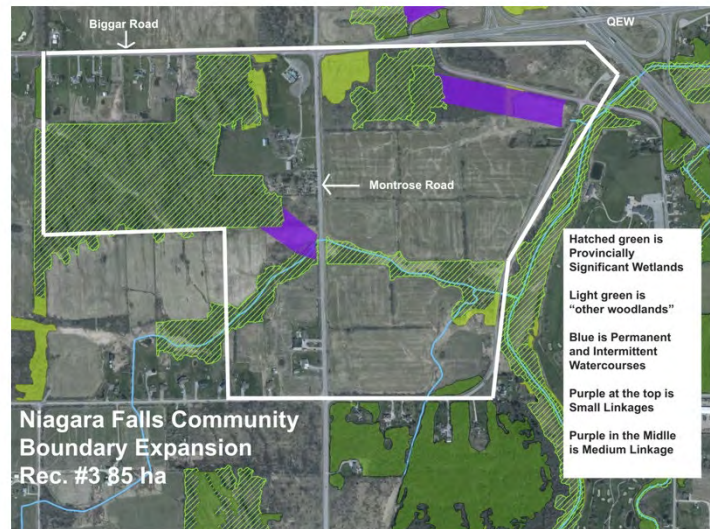 Biggar Road
QEW
Montrose Road
Hatched green is
Provincially
Significant Wetlands
Light green is
“other woodlands”
Blue is Permanent
and Intermittent
Watercourses
Purple at the top is
Small Linkages
Purple in the Midlle
is Medium Linkage
Niagara Falls Community
Boundary Expansion
Rec. #3 85 ha